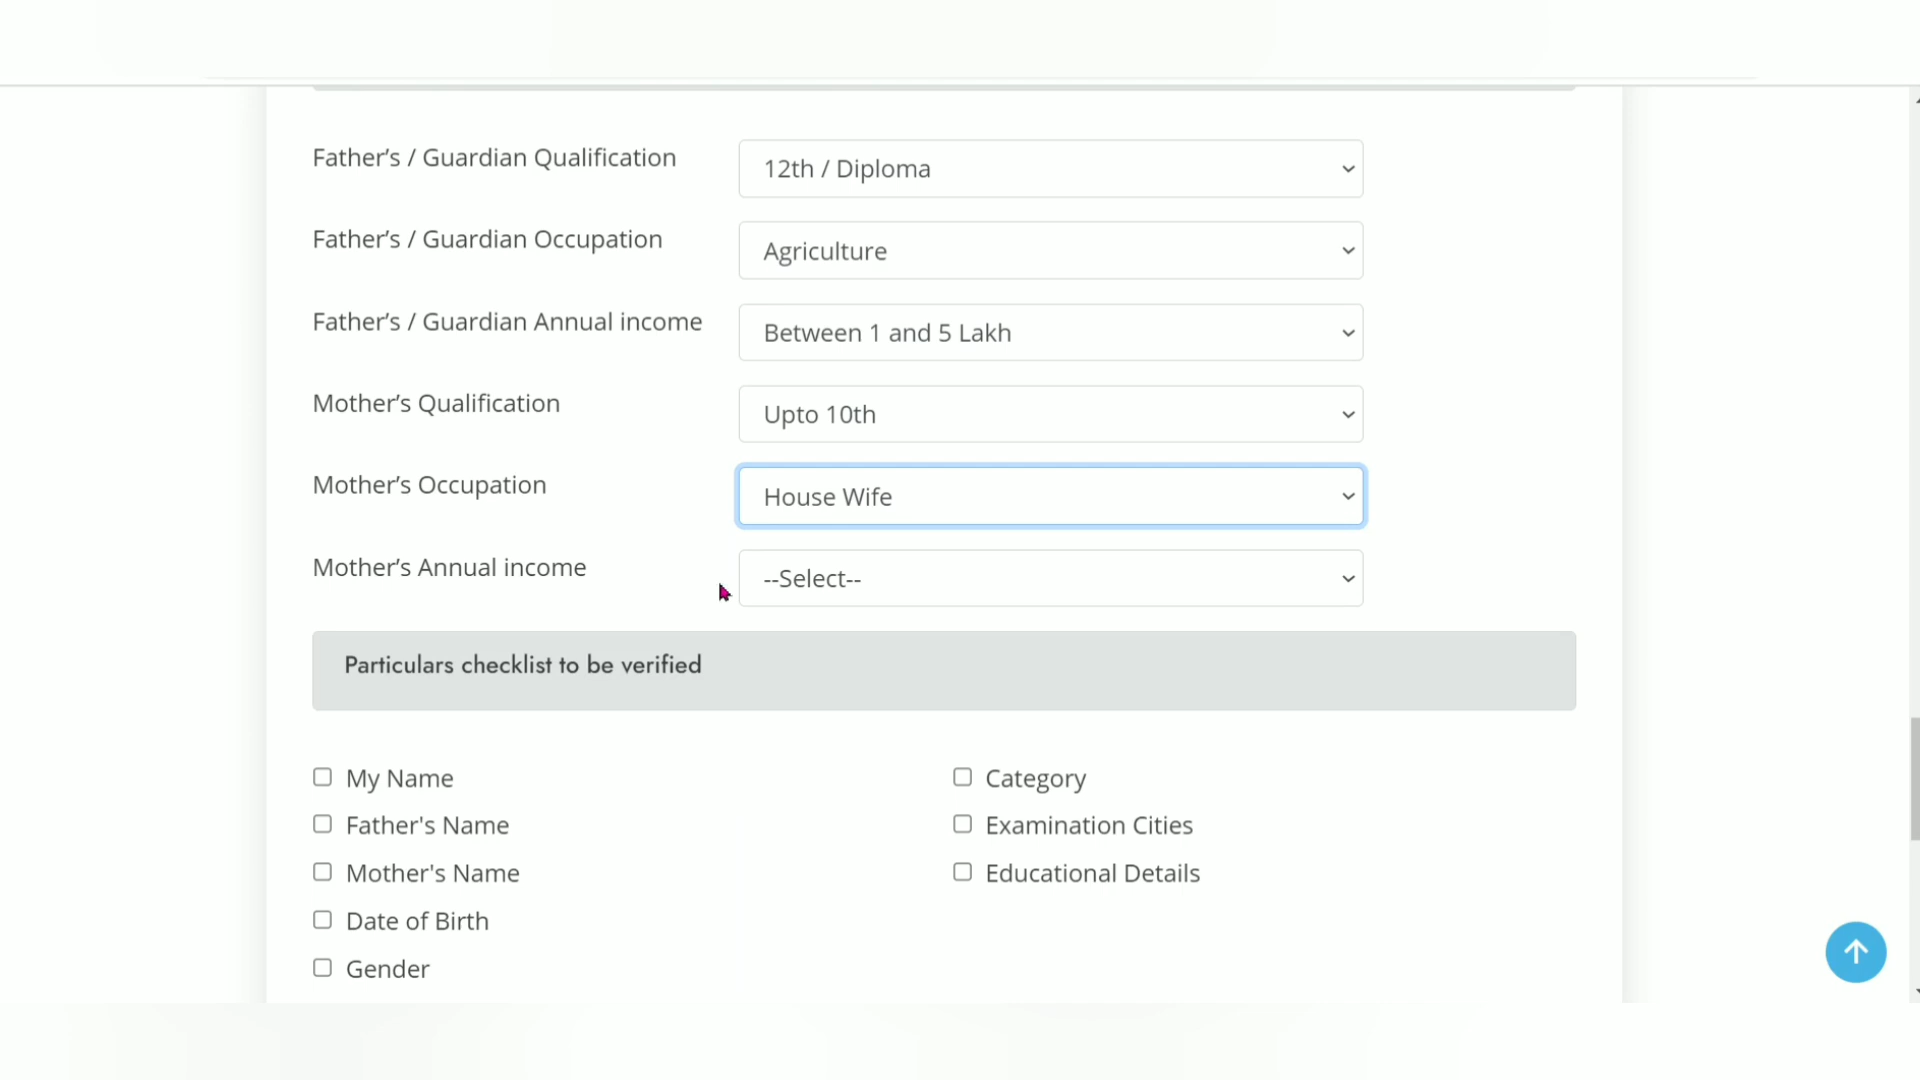 Father’s / Guardian Qualification
12th / Diploma
Father’s / Guardian Occupation
Agriculture
Father’s / Guardian Annual income
Between 1 and 5 Lakh
Mother’s Qualification
Upto 10th
Mother’s Occupation
House Wife
Mother’s Annual income
--Select--
Particulars checklist to be verified
My Name
Category
Father's Name
Examination Cities
Mother's Name
Educational Details
Date of Birth
Gender